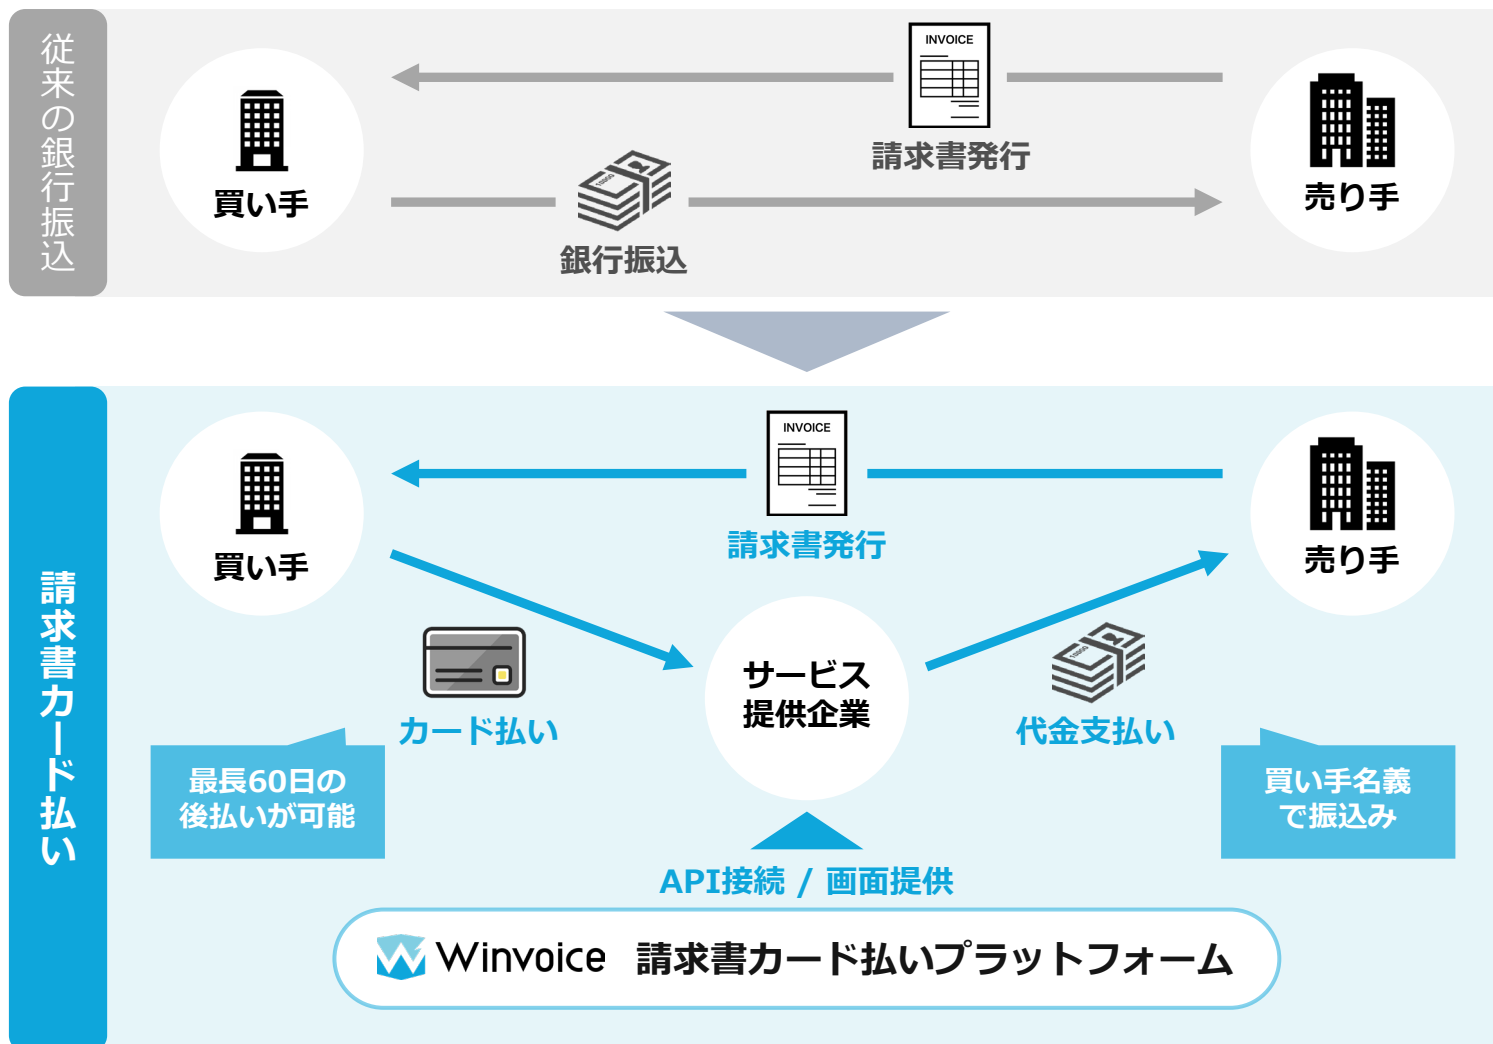 従来の銀行振込
INVOICE
請求書発行
買い手
売り手
10000
銀行振込
請求書カード払い
INVOICE
請求書発行
買い手
売り手
サービス
提供企業
10000
カード払い
代金支払い
最長60日の
後払いが可能
買い手名義
で振込み
API接続 / 画面提供
Winvoice 請求書カード払いプラットフォーム